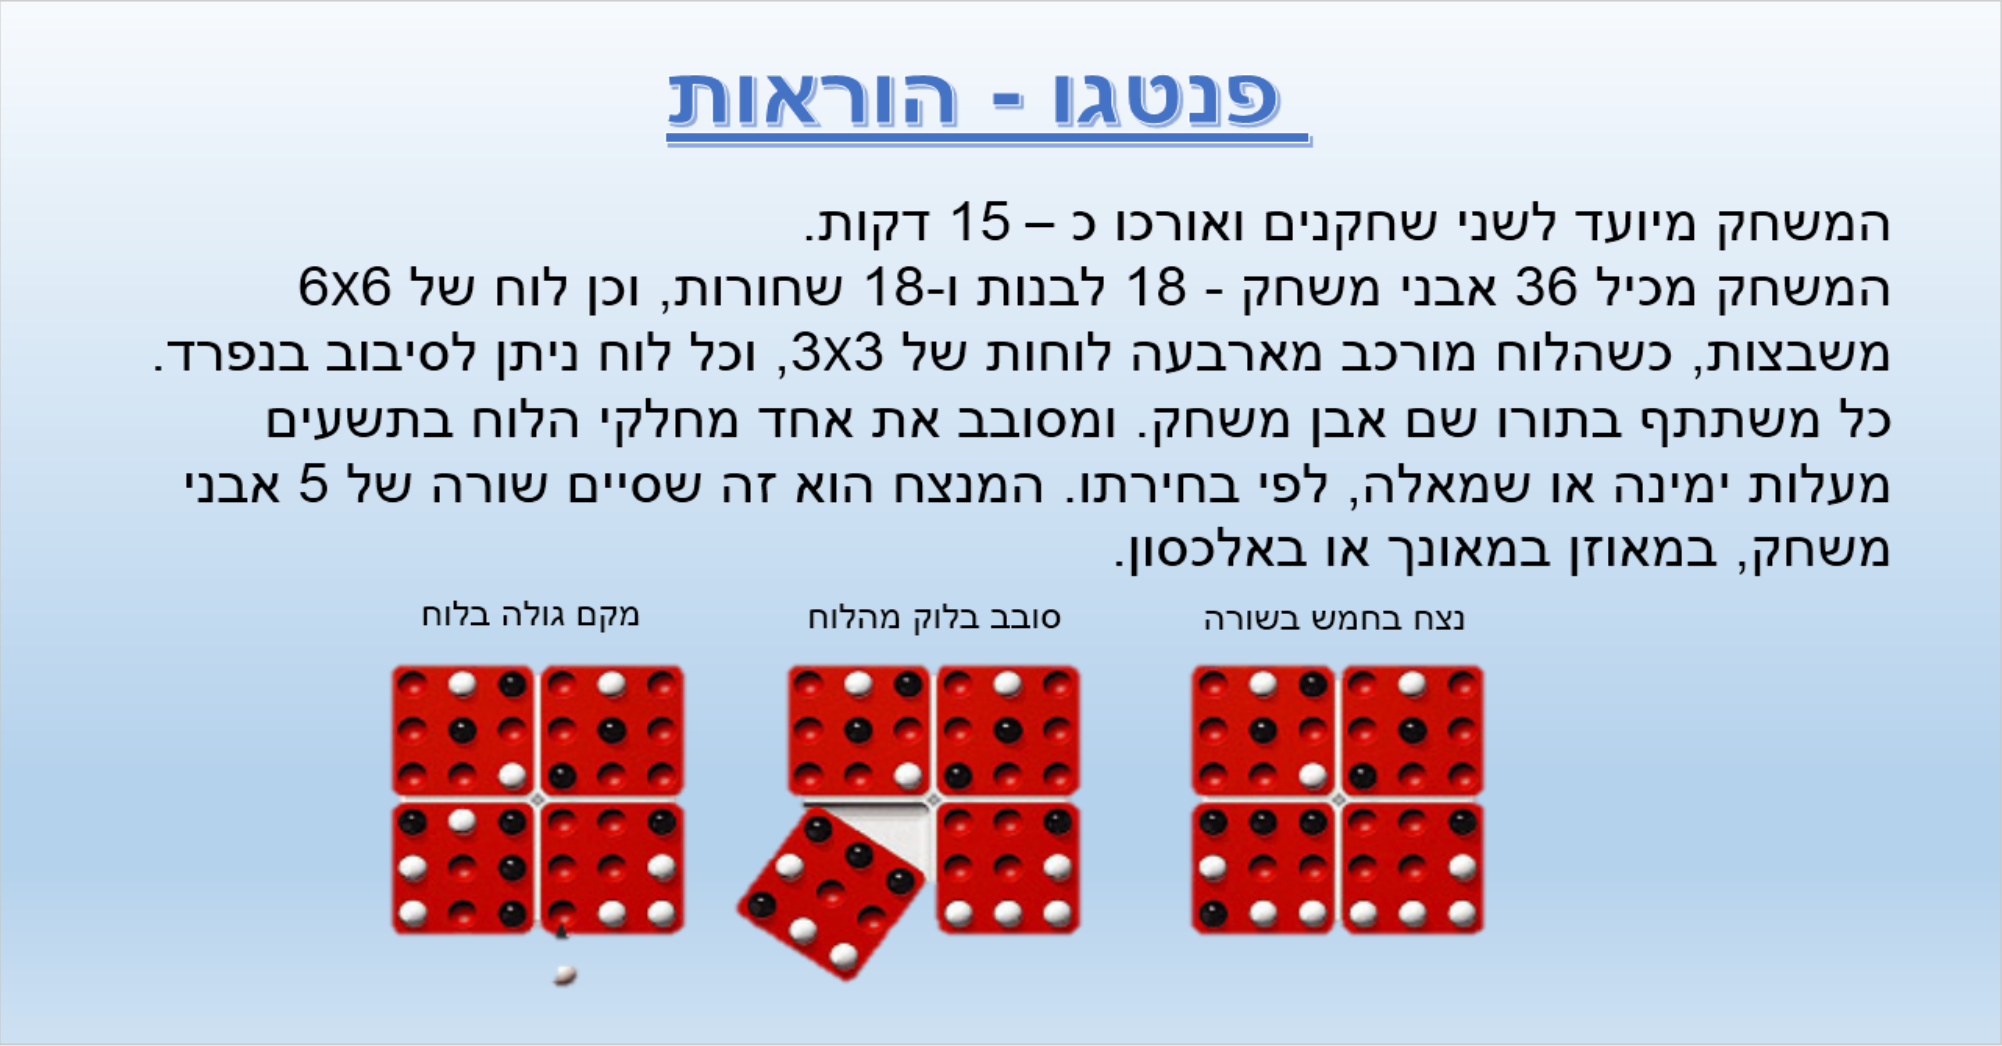 פנטגו - הוראות
המשחק מיועד לשני שחקנים ואורכו כ – 15 דקות.
המשחק מכיל 36 אבני משחק - 18 לבנות ו-18 שחורות, וכן לוח של 6x6
משבצות, כשהלוח מורכב מארבעה לוחות של 3x3, וכל לוח ניתן לסיבוב בנפרד.
כל משתתף בתורו שם אבן משחק. ומסובב את אחד מחלקי הלוח בתשעים
מעלות ימינה או שמאלה, לפי בחירתו. המנצח הוא זה שסיים שורה של 5 אבני
משחק, במאוזן במאונך או באלכסון.
נצח בחמש בשורה
סובב בלוק מהלוח
מקם גולה בלוח